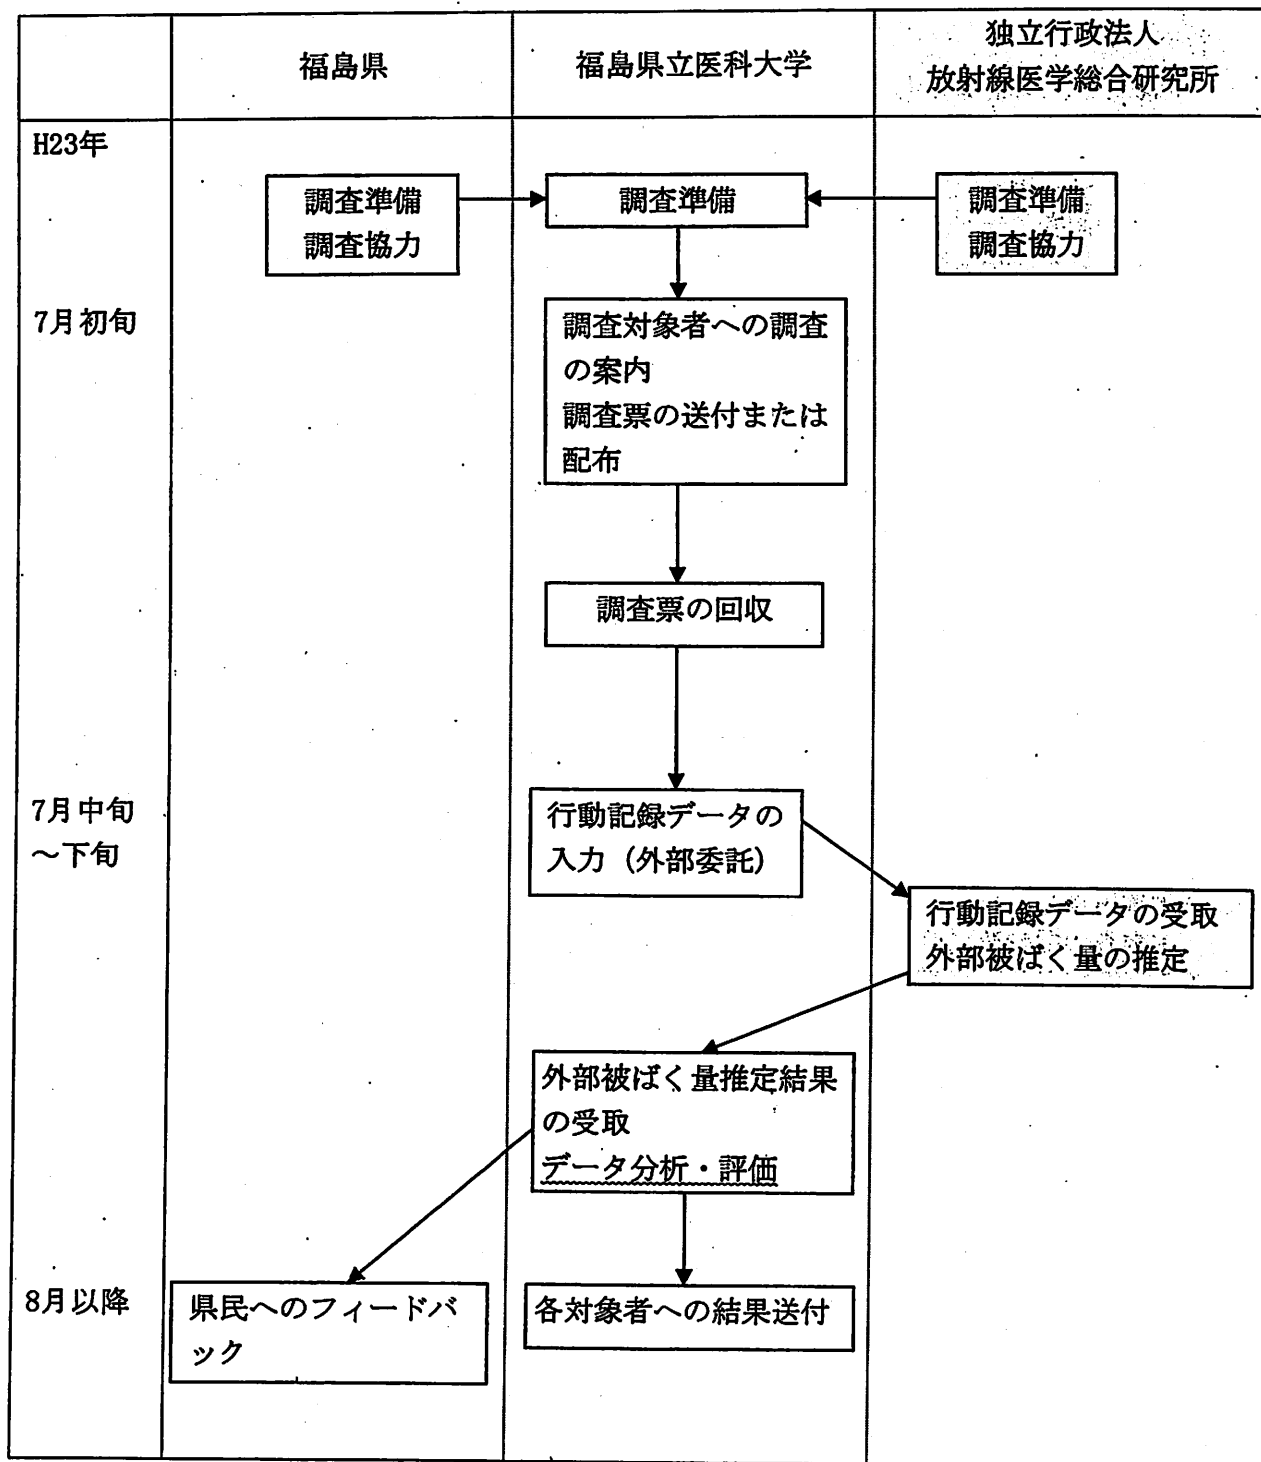 福島県
福島県立医科大学
独立行政法人
放射線医学総合研究所
H23年
調査準備
調査協力
調査準備
調査準備
調査協力
7月初旬
調査対象者への調査
の案内
調査票の送付または
配布
調査票の回収
7月中旬
～下旬
行動記録データの
入力（外部委託）
行動記録データの受取
外部被ばく量の推定
外部被ばく量推定結果
の受取
データ分析・評価
8月以降
県民へのフィードバ
ック
各対象者への結果送付